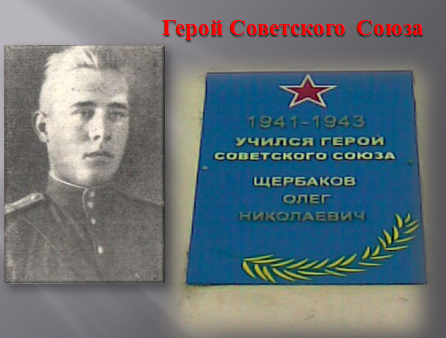 Герой Советского Союза
1941-1943
УЧИЛСЯ ГЕРОЙ
СОВЕТСКОГО СОЮЗА
ЩЕРБАКОВ
ОЛЕГ
НИКОЛАЕВИЧ